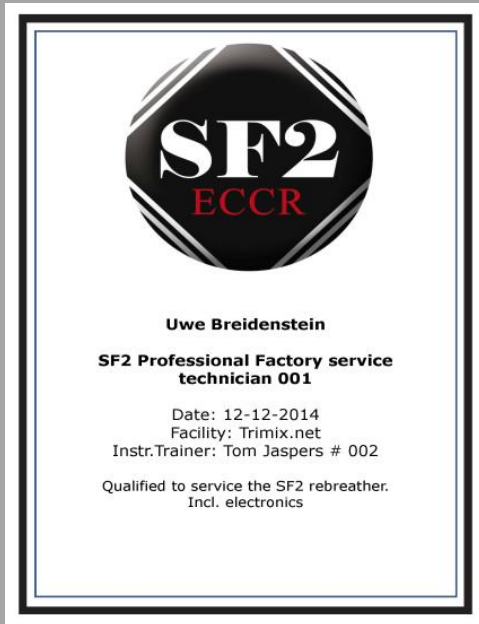 SF2
ECCR
Uwe Breidenstein
SF2 Professional Factory service
technician 001
Date: 12-12-2014
Facility: Trimix.net
Instr.Trainer: Tom Jaspers # 002
Qualified to service the SF2 rebreather.
Incl. electronics